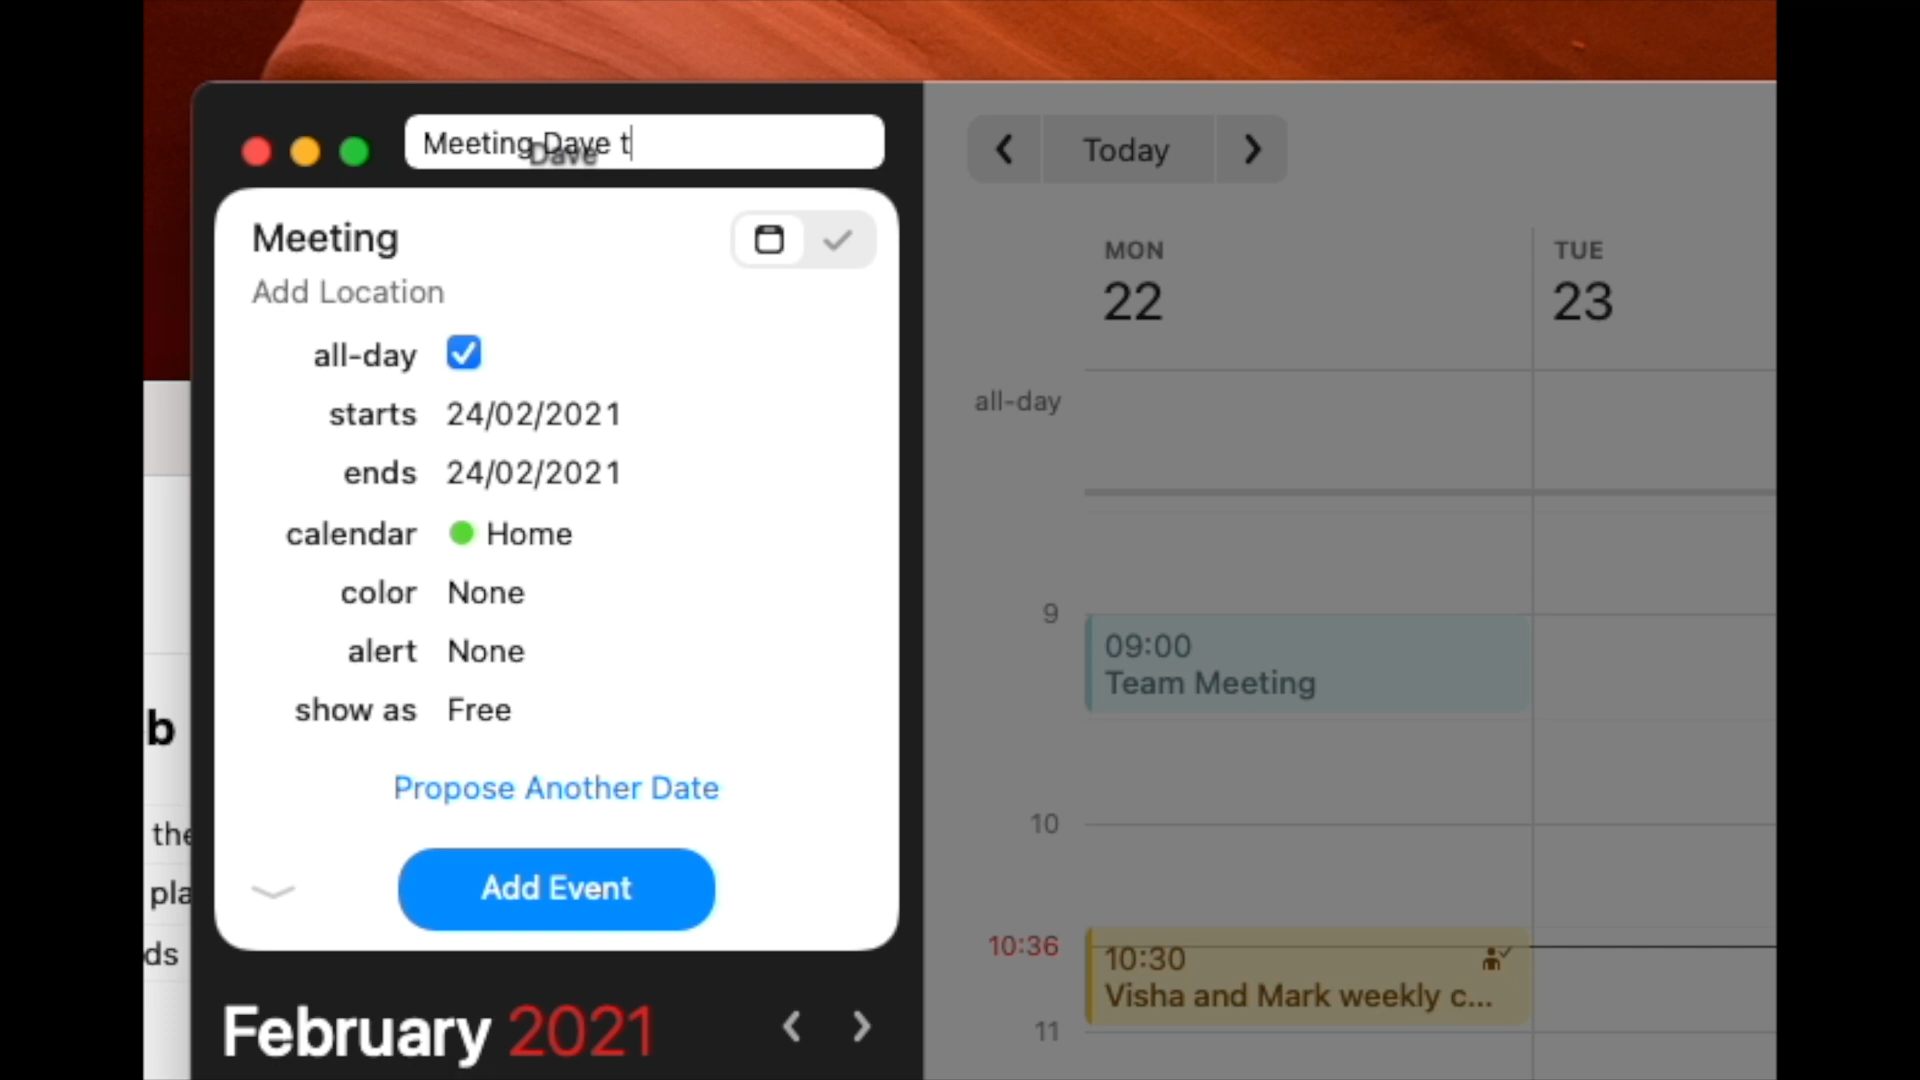 Meeting Dave t
Dave
Meeting
Add Location
all-day
starts 24/02/2021
ends 24/02/2021
calendar Home
color None
alert None
show as Free
Propose Another Date
Add Event
February 2021
b
the
pla
ds
Today
MON
22
TUE
23
all-day
9
09:00
Team Meeting
10
10:36
10:30
Visha and Mark weekly c...
11